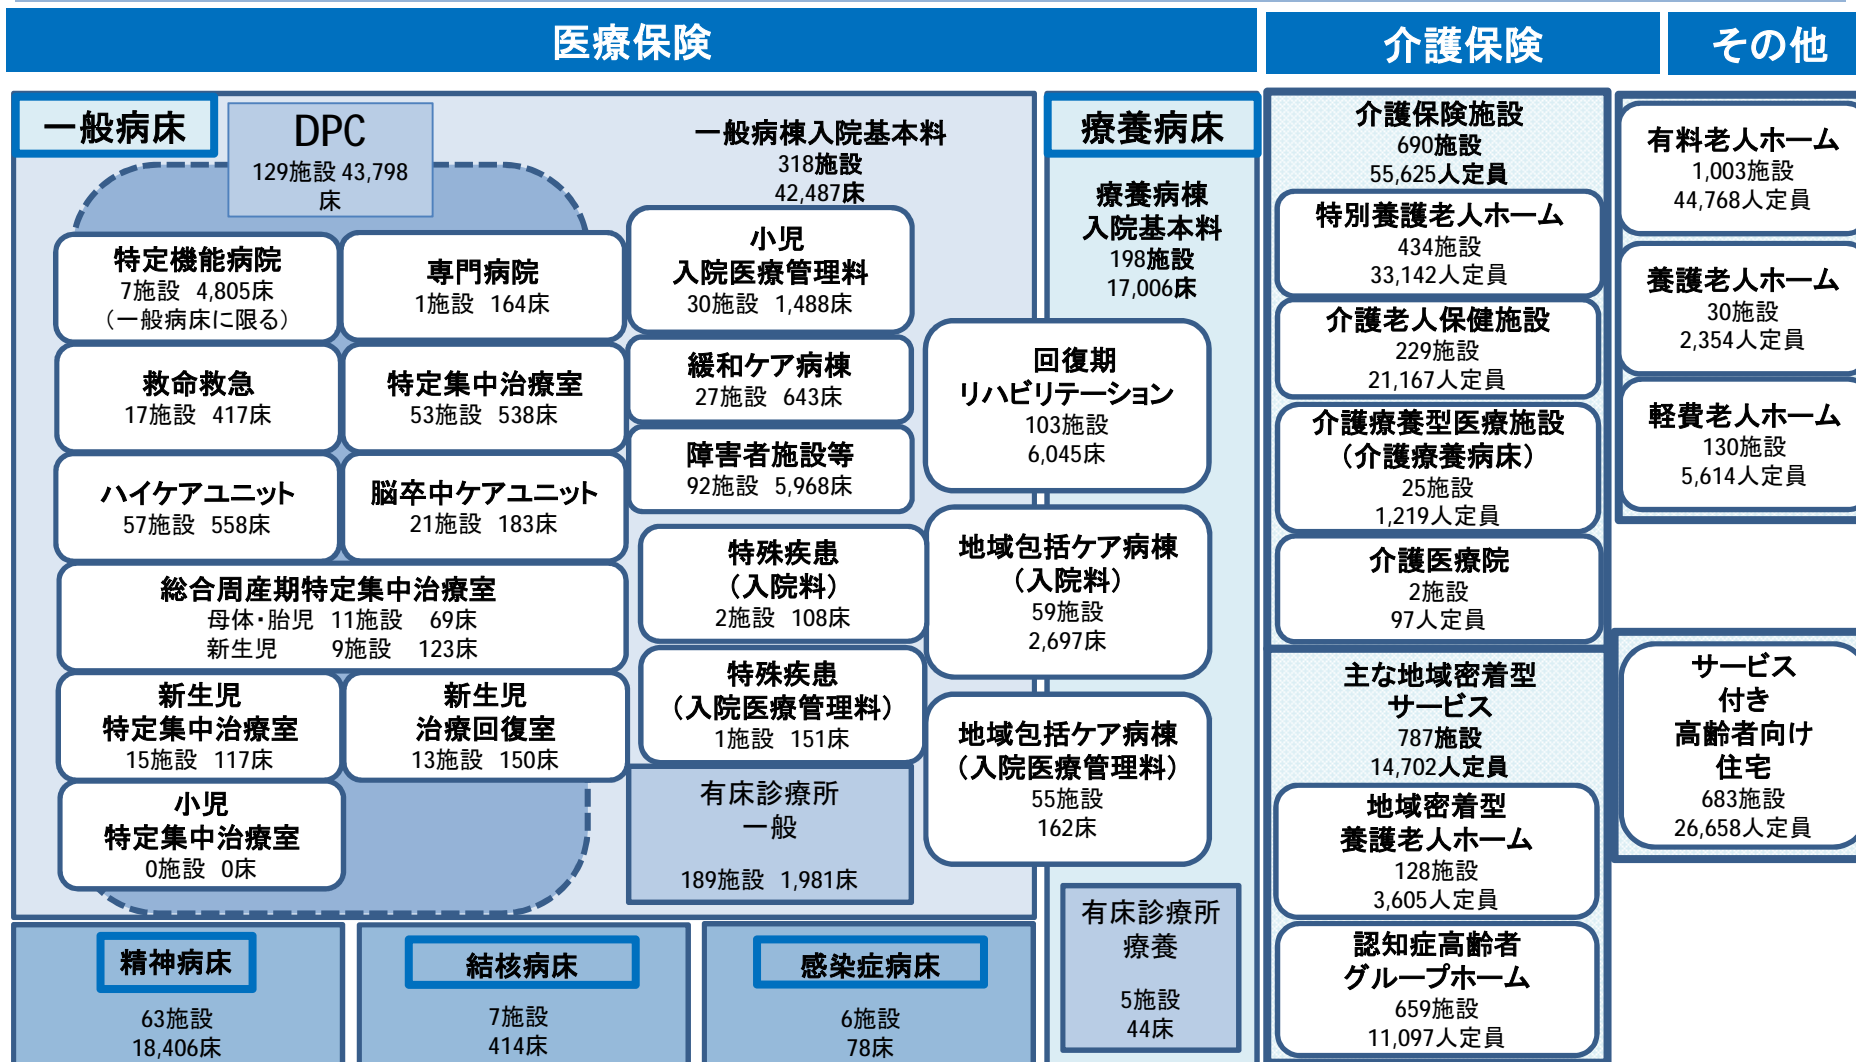 医療保険
介護保険
その他
一般病床
DPC
129施設 43,798
床
一般病棟入院基本料
318施設
42,487床
特定機能病院
7施設 4,805床
（一般病床に限る）
専門病院
1施設 164床
小児
入院医療管理料
30施設 1,488床
救命救急
17施設 417床
特定集中治療室
53施設 538床
緩和ケア病棟
27施設 643床
障害者施設等
92施設 5,968床
ハイケアユニット
57施設 558床
脳卒中ケアユニット
21施設 183床
特殊疾患
（入院料）
2施設 108床
総合周産期特定集中治療室
母体・胎児 11施設 69床
新生児 9施設 123床
特殊疾患
（入院医療管理料）
1施設 151床
新生児
特定集中治療室
15施設 117床
新生児
治療回復室
13施設 150床
小児
特定集中治療室
0施設 0床
有床診療所
一般
189施設 1,981床
療養病床
療養病棟
入院基本料
198施設
17,006床
回復期
リハビリテーション
103施設
6,045床
地域包括ケア病棟
（入院料）
59施設
2,697床
地域包括ケア病棟
（入院医療管理料）
55施設
162床
有床診療所
療養
5施設
44床
精神病床
63施設
18,406床
結核病床
7施設
414床
感染症病床
6施設
78床
介護保険施設
690施設
55,625人定員
特別養護老人ホーム
434施設
33,142人定員
介護老人保健施設
229施設
21,167人定員
介護療養型医療施設
（介護療養病床）
25施設
1,219人定員
介護医療院
2施設
97人定員
主な地域密着型
サービス
787施設
14,702人定員
地域密着型
養護老人ホーム
128施設
3,605人定員
認知症高齢者
グループホーム
659施設
11,097人定員
有料老人ホーム
1,003施設
44,768人定員
養護老人ホーム
30施設
2,354人定員
軽費老人ホーム
130施設
5,614人定員
サービス
付き
高齢者向け
住宅
683施設
26,658人定員